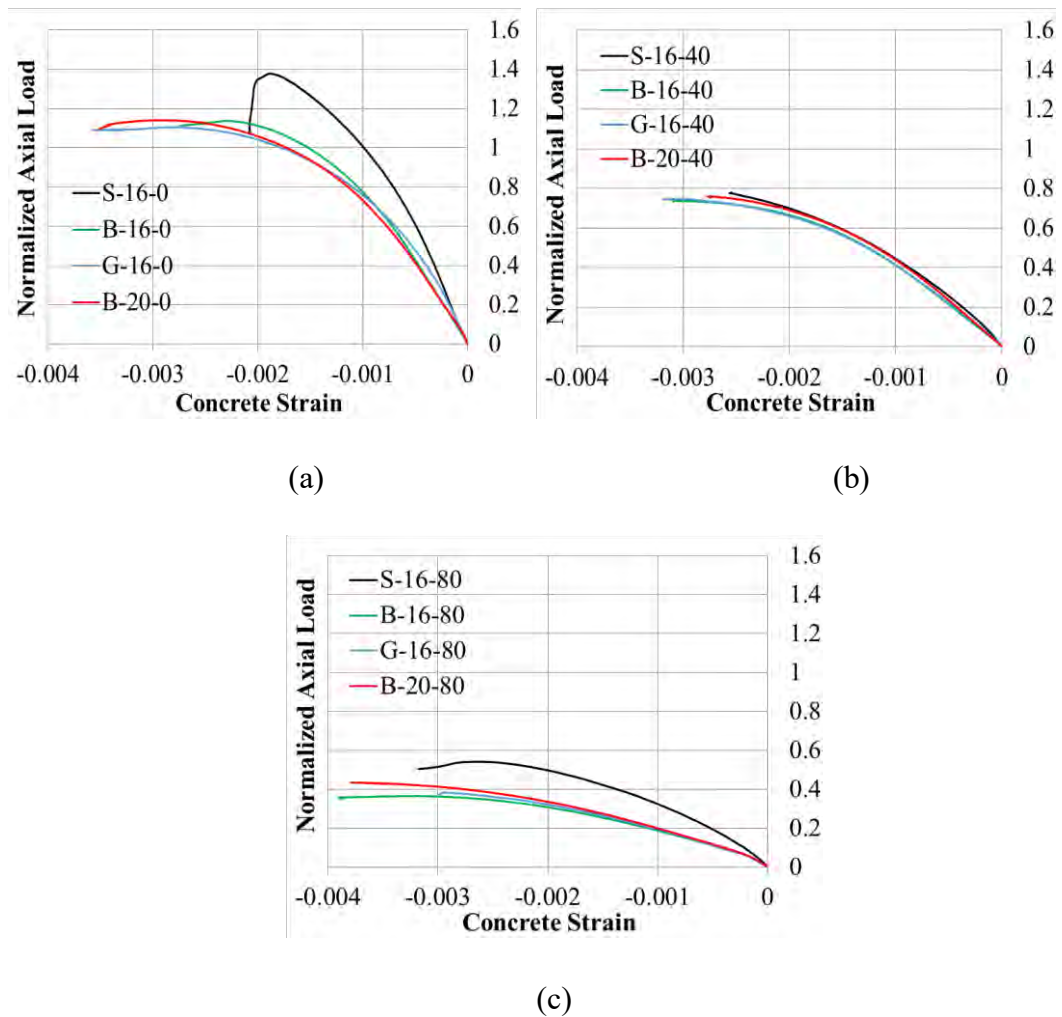 Normalized Axial Load
1.6
1.4
1.2
1
0.8
0.6
0.4
0.2
0
S-16-0
B-16-0
G-16-0
B-20-0
-0.004 -0.003 -0.002 -0.001 0
Concrete Strain
(a)
Normalized Axial Load
1.6
1.4
1.2
1
0.8
0.6
0.4
0.2
0
S-16-40
B-16-40
G-16-40
B-20-40
-0.004 -0.003 -0.002 -0.001 0
Concrete Strain
(b)
Normalized Axial Load
1.6
1.4
1.2
1
0.8
0.6
0.4
0.2
0
S-16-80
B-16-80
G-16-80
B-20-80
-0.004 -0.003 -0.002 -0.001 0
Concrete Strain
(c)